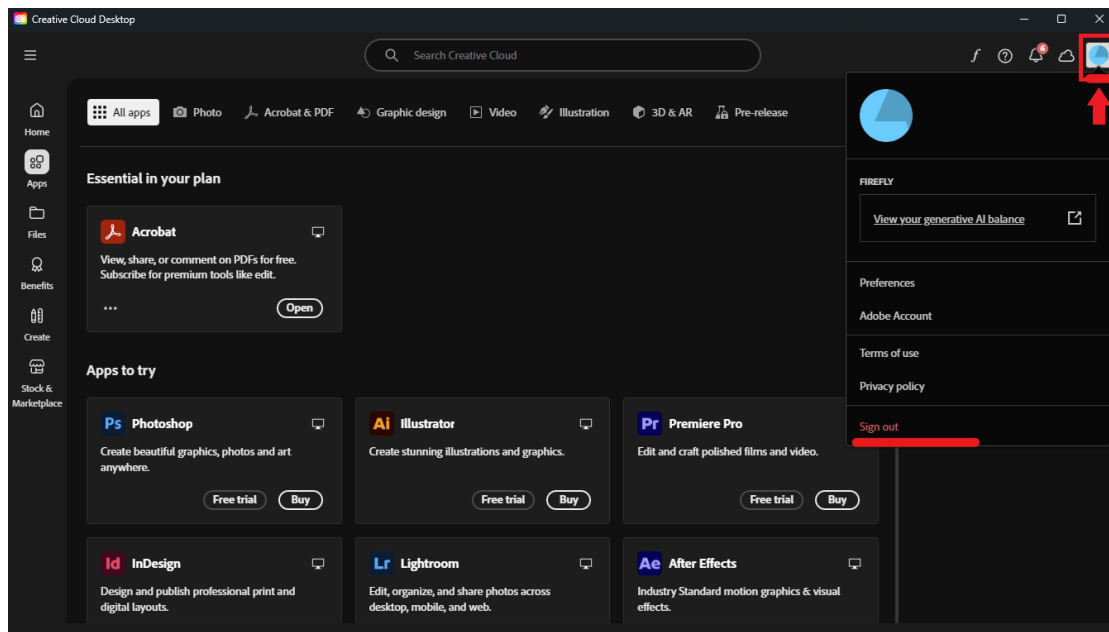 Creative Cloud Desktop
Search Creative Cloud
6
Home
Apps
Files
Benefits
Create
Stock &
Marketplace
All apps
Photo
Acrobat & PDF
Graphic design
Video
Illustration
3D & AR
Pre-release
Essential in your plan
Acrobat
View, share, or comment on PDFs for free.
Subscribe for premium tools like edit.
Open
Apps to try
Ps Photoshop
Create beautiful graphics, photos and art
anywhere.
Free trial
Buy
Ai Illustrator
Create stunning illustrations and graphics.
Free trial
Buy
Pr Premiere Pro
Edit and craft polished films and video.
Free trial
Buy
Id InDesign
Design and publish professional print and
digital layouts.
Lr Lightroom
Edit, organize, and share photos across
desktop, mobile, and web.
Ae After Effects
Industry Standard motion graphics & visual
effects.
FIREFLY
View your generative AI balance
Preferences
Adobe Account
Terms of use
Privacy policy
Sign out